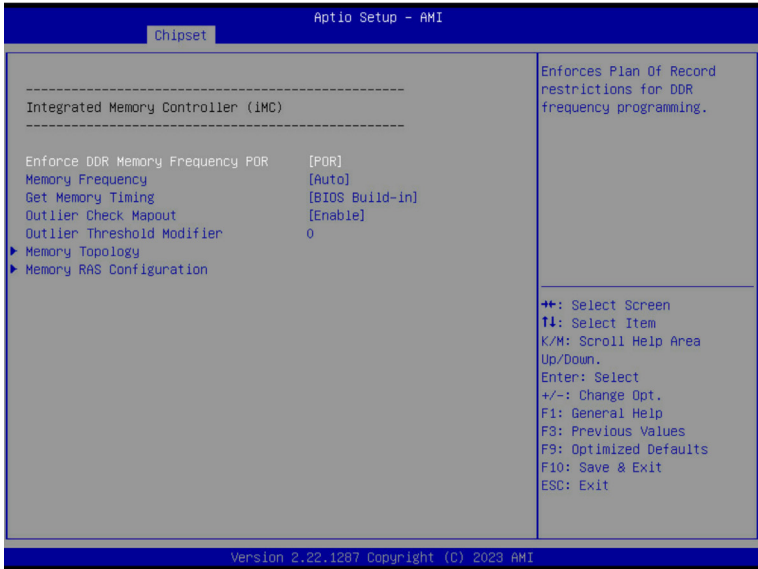 Aptio Setup – AMI
Chipset
Integrated Memory Controller (iMC)
Enforce DDR Memory Frequency POR [POR]
Memory Frequency [Auto]
Get Memory Timing [BIOS Build-in]
Outlier Check Mapout [Enable]
Outlier Threshold Modifier 0
Memory Topology
Memory RAS Configuration
Enforces Plan Of Record
restrictions for DDR
frequency programming.
→←: Select Screen
↑↓: Select Item
K/M: Scroll Help Area
Up/Down.
Enter: Select
+/-: Change Opt.
F1: General Help
F3: Previous Values
F9: Optimized Defaults
F10: Save & Exit
ESC: Exit
Version 2.22.1287 Copyright (C) 2023 AMI